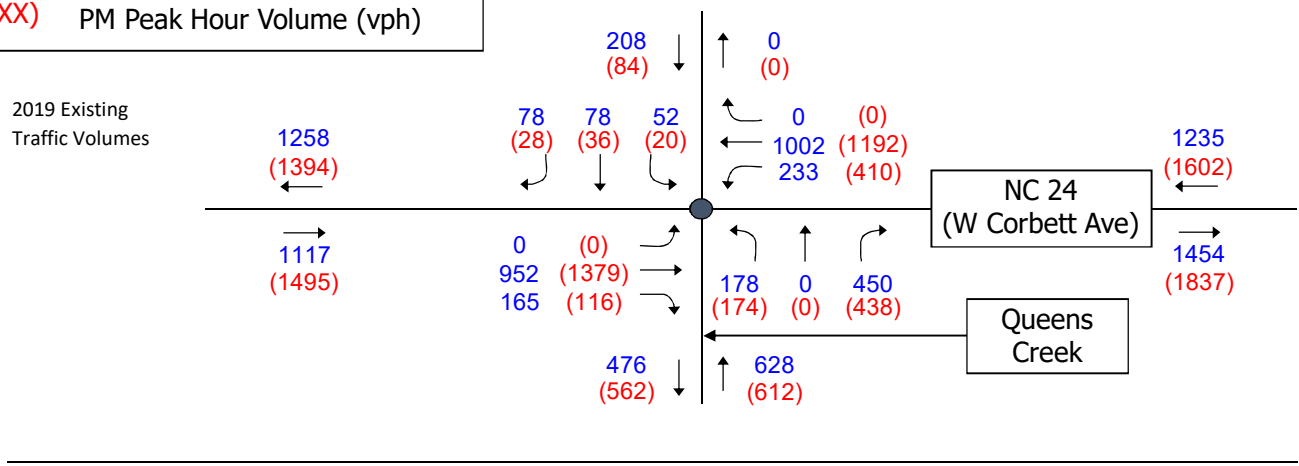 XX) PM Peak Hour Volume (vph)
208 0
(84) (0)
2019 Existing
Traffic Volumes
78 78 52
(28) (36) (20)
0 (0)
1002 (1192)
233 (410)
1258
(1394)
1235
(1602)
NC 24
(W Corbett Ave)
1117
(1495)
0 (0)
952 (1379)
165 (116)
178 0 450
(174) (0) (438)
1454
(1837)
Queens
Creek
476 628
(562) (612)